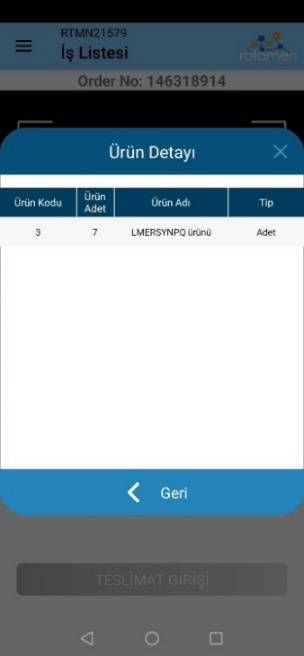 RTMN21579
İş Listesi
rotamen
Order No: 146318914
Ürün Detayı
Ürün Kodu Ürün Adet Ürün Adı Tip
3 7 LMERSYNPQ ürünü Adet
Geri
TESLİMAT GİRİŞİ